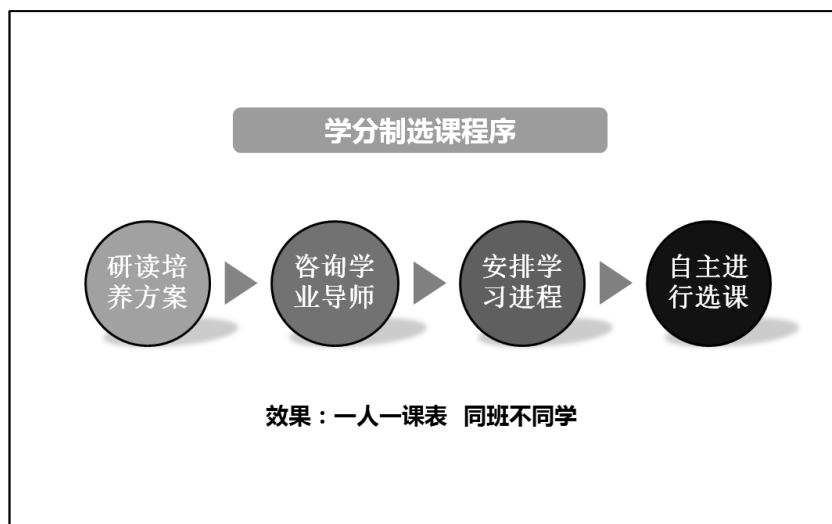 学分制选课程序
研读培
养方案
咨询学
业导师
安排学
习进程
自主进
行选课
效果：一人一课表 同班不同学